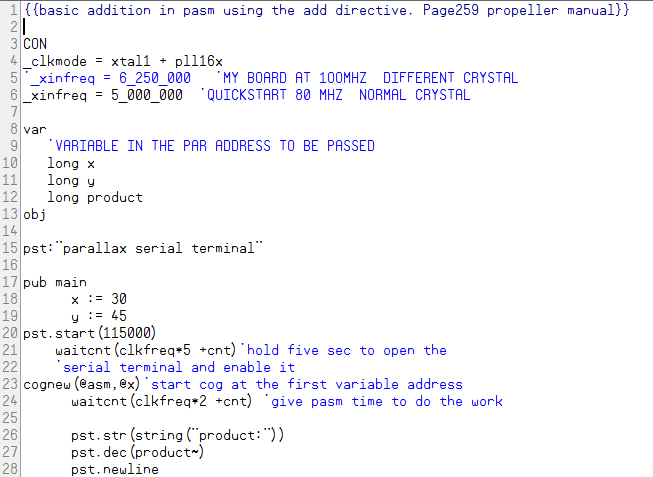 1 {{basic addition in pasm using the add directive. Page259 propeller manual}}
2
3 CON
4 _clkmode = xtal1 + pll16x
5 '_xinfreq = 6_250_000   'MY BOARD AT 100MHZ  DIFFERENT CRYSTAL
6 _xinfreq = 5_000_000  'QUICKSTART 80 MHZ  NORMAL CRYSTAL
7
8 var
9    'VARIABLE IN THE PAR ADDRESS TO BE PASSED
10    long x
11    long y
12    long product
13 obj
14
15 pst:"parallax serial terminal"
16
17 pub main
18       x := 30
19       y := 45
20 pst.start(115000)
21     waitcnt(clkfreq*5 +cnt)'hold five sec to open the
22     'serial terminal and enable it
23 cognew(@asm,@x)'start cog at the first variable address
24       waitcnt(clkfreq*2 +cnt) 'give pasm time to do the work
25
26       pst.str(string("product:"))
27       pst.dec(product~)
28       pst.newline